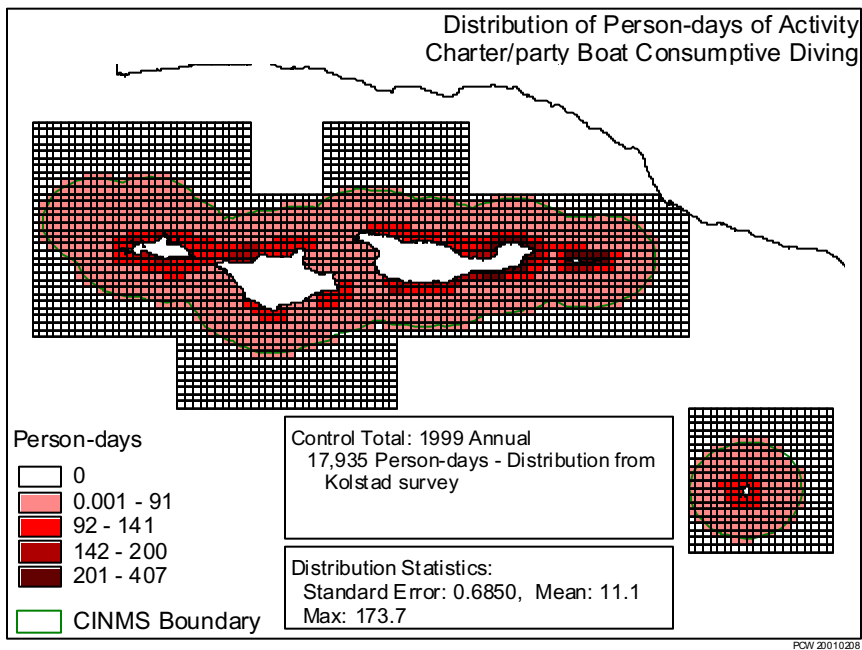 Distribution of Person-days of Activity
Charter/party Boat Consumptive Diving
Person-days
0
0.001 - 91
92 - 141
142 - 200
201 - 407
CINMS Boundary
Control Total: 1999 Annual
17,935 Person-days - Distribution from
Kolstad survey
Distribution Statistics:
Standard Error: 0.6850, Mean: 11.1
Max: 173.7
PCW 20010208